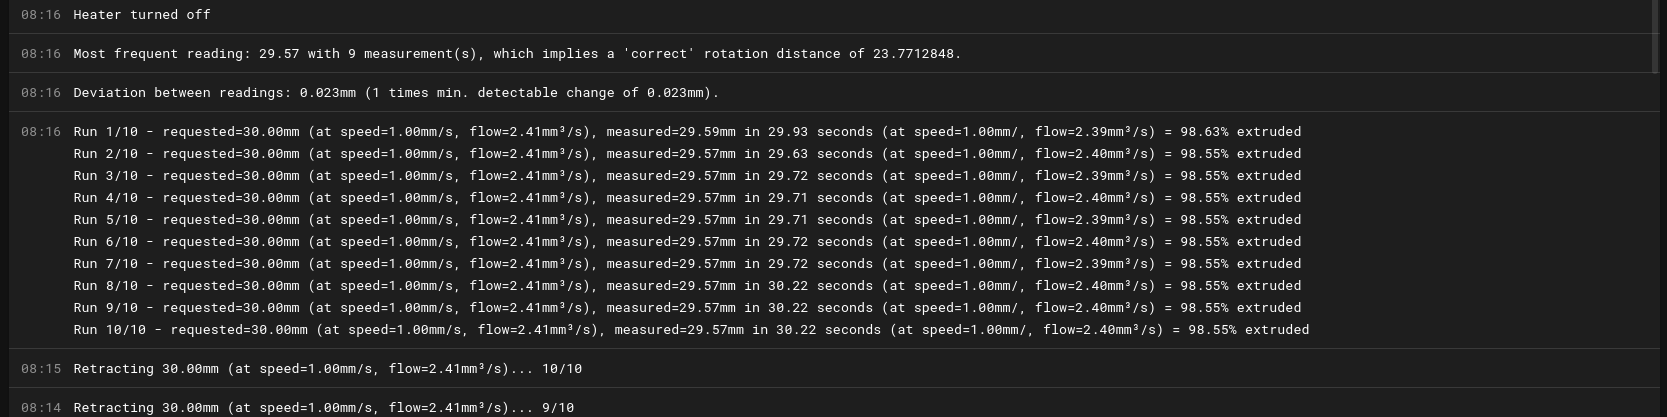 08:16 Heater turned off
08:16 Most frequent reading: 29.57 with 9 measurement(s), which implies a 'correct' rotation distance of 23.7712848.
08:16 Deviation between readings: 0.023mm (1 times min. detectable change of 0.023mm).
08:16 Run 1/10 - requested=30.00mm (at speed=1.00mm/s, flow=2.41mm³/s), measured=29.59mm in 29.93 seconds (at speed=1.00mm/, flow=2.39mm³/s) = 98.63% extruded
Run 2/10 - requested=30.00mm (at speed=1.00mm/s, flow=2.41mm³/s), measured=29.57mm in 29.63 seconds (at speed=1.00mm/, flow=2.40mm³/s) = 98.55% extruded
Run 3/10 - requested=30.00mm (at speed=1.00mm/s, flow=2.41mm³/s), measured=29.57mm in 29.72 seconds (at speed=1.00mm/, flow=2.39mm³/s) = 98.55% extruded
Run 4/10 - requested=30.00mm (at speed=1.00mm/s, flow=2.41mm³/s), measured=29.57mm in 29.71 seconds (at speed=1.00mm/, flow=2.40mm³/s) = 98.55% extruded
Run 5/10 - requested=30.00mm (at speed=1.00mm/s, flow=2.41mm³/s), measured=29.57mm in 29.71 seconds (at speed=1.00mm/, flow=2.39mm³/s) = 98.55% extruded
Run 6/10 - requested=30.00mm (at speed=1.00mm/s, flow=2.41mm³/s), measured=29.57mm in 29.72 seconds (at speed=1.00mm/, flow=2.40mm³/s) = 98.55% extruded
Run 7/10 - requested=30.00mm (at speed=1.00mm/s, flow=2.41mm³/s), measured=29.57mm in 29.72 seconds (at speed=1.00mm/, flow=2.39mm³/s) = 98.55% extruded
Run 8/10 - requested=30.00mm (at speed=1.00mm/s, flow=2.41mm³/s), measured=29.57mm in 30.22 seconds (at speed=1.00mm/, flow=2.40mm³/s) = 98.55% extruded
Run 9/10 - requested=30.00mm (at speed=1.00mm/s, flow=2.41mm³/s), measured=29.57mm in 30.22 seconds (at speed=1.00mm/, flow=2.40mm³/s) = 98.55% extruded
Run 10/10 - requested=30.00mm (at speed=1.00mm/s, flow=2.41mm³/s), measured=29.57mm in 30.22 seconds (at speed=1.00mm/, flow=2.40mm³/s) = 98.55% extruded
08:15 Retracting 30.00mm (at speed=1.00mm/s, flow=2.41mm³/s)... 10/10
08:14 Retracting 30.00mm (at speed=1.00mm/s, flow=2.41mm³/s)... 9/10